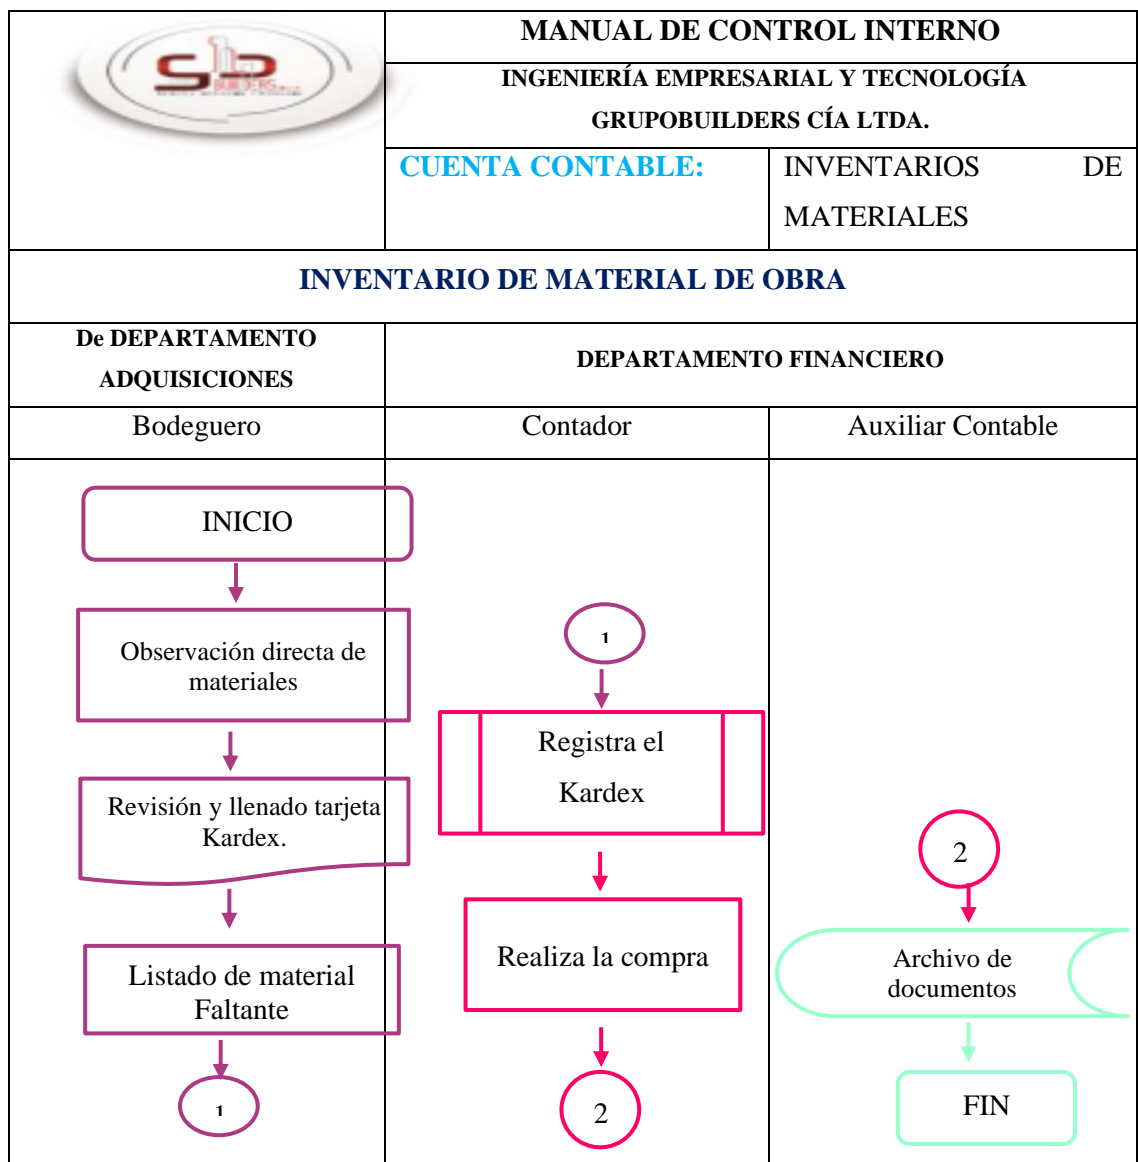 MANUAL DE CONTROL INTERNO
INGENIERÍA EMPRESARIAL Y TECNOLOGÍA
GRUPOBUILDERS CÍA LTDA.
CUENTA CONTABLE:
INVENTARIOS DE
MATERIALES
INVENTARIO DE MATERIAL DE OBRA
De DEPARTAMENTO
ADQUISICIONES
DEPARTAMENTO FINANCIERO
Bodeguero
Contador
Auxiliar Contable
INICIO
Observación directa de
materiales
Revisión y llenado tarjeta
Kardex.
Listado de material
Faltante
1
1
Registra el
Kardex
Realiza la compra
2
2
Archivo de
documentos
FIN